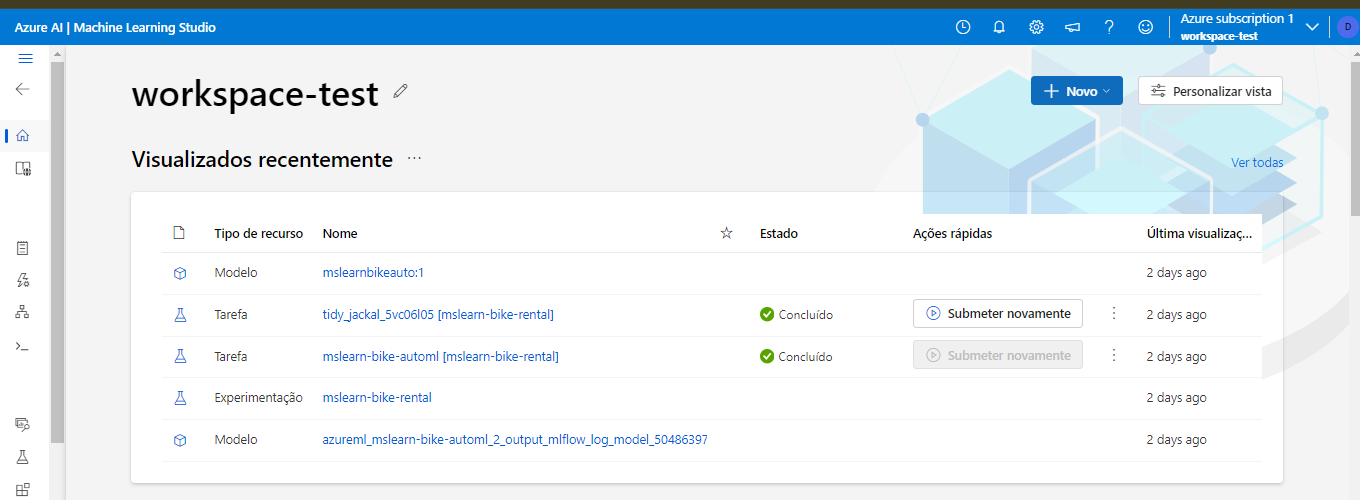 Azure AI | Machine Learning Studio
Azure subscription 1
workspace-test
D
workspace-test
Novo
Personalizar vista
Visualizados recentemente ...
Ver todas
Tipo de recurso Nome Estado Ações rápidas Última visualizaç...
Modelo mslearnbikeauto:1 2 days ago
Tarefa tidy_jackal_5vc06l05 [mslearn-bike-rental] Concluído Submeter novamente 2 days ago
Tarefa mslearn-bike-automl [mslearn-bike-rental] Concluído Submeter novamente 2 days ago
Experimentação mslearn-bike-rental 2 days ago
Modelo azureml_mslearn-bike-automl_2_output_mlflow_log_model_50486397 2 days ago